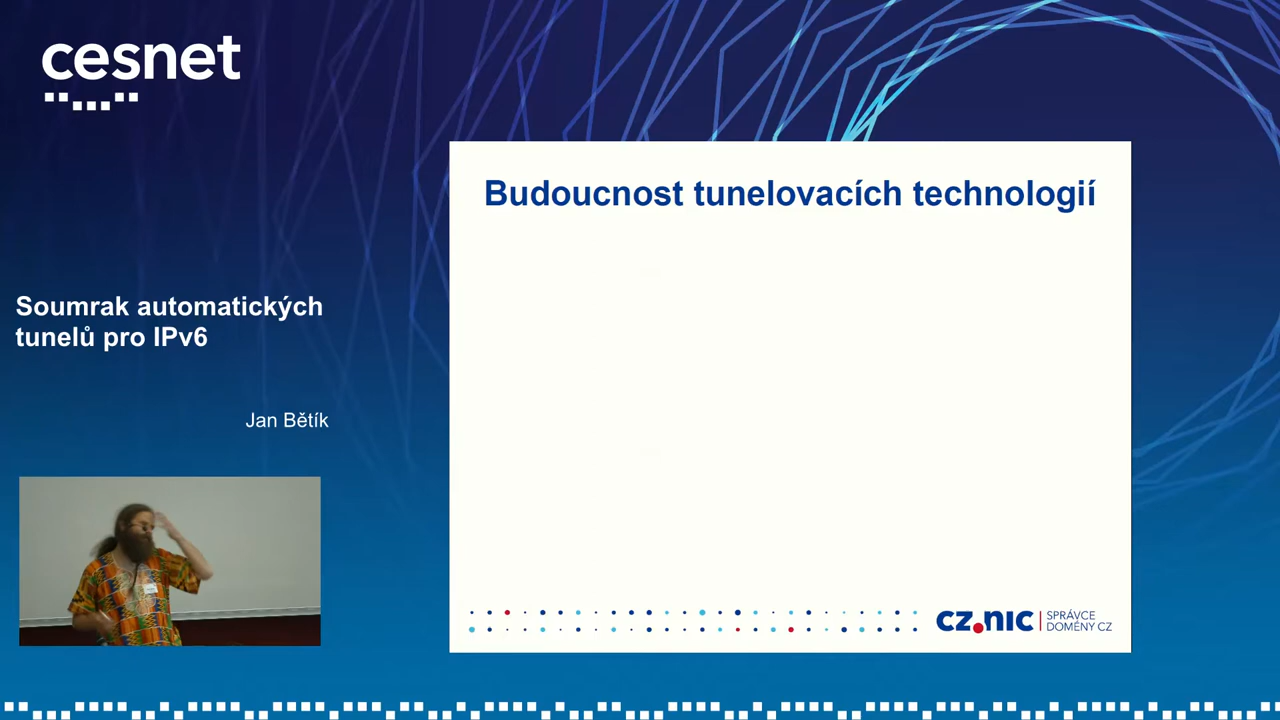 cesnet
Budoucnost tunelovacích technologií
Soumrak automatických
tunelů pro IPv6
Jan Bětík
CZ.NIC
SPRÁVCE
DOMÉNY CZ